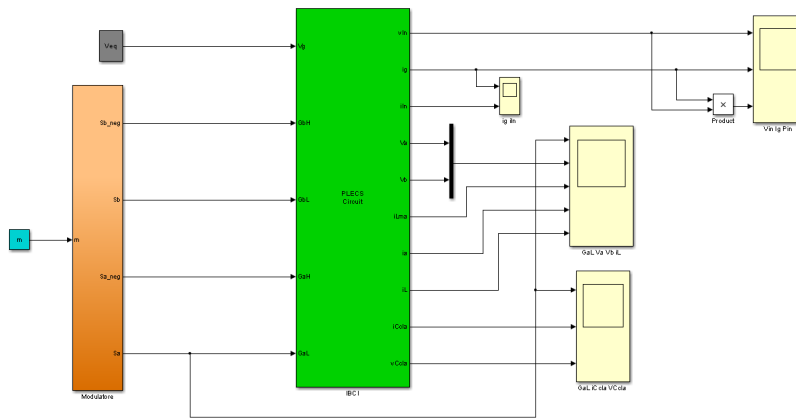 Veq
Vg
vin
ig
iin
ig iin
Product
Vin Ig Pin
Sb_neg
GbH
Va
Vb
Sb
GbL
PLECS
Circuit
iLma
GaL Va Vb iL
m
m
ia
Sa_neg
GaH
iL
iCcla
Sa
GaL
vCcla
GaL iCcla VCcla
Modulatore
IBCI